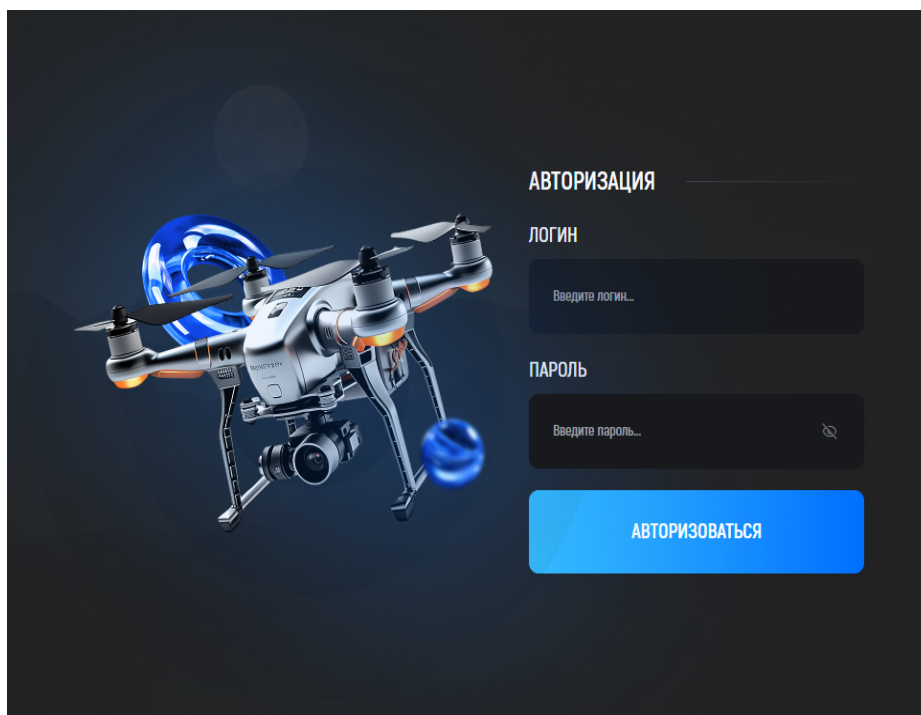 АВТОРИЗАЦИЯ
ЛОГИН
Введите логин...
ПАРОЛЬ
Введите пароль...
АВТОРИЗОВАТЬСЯ